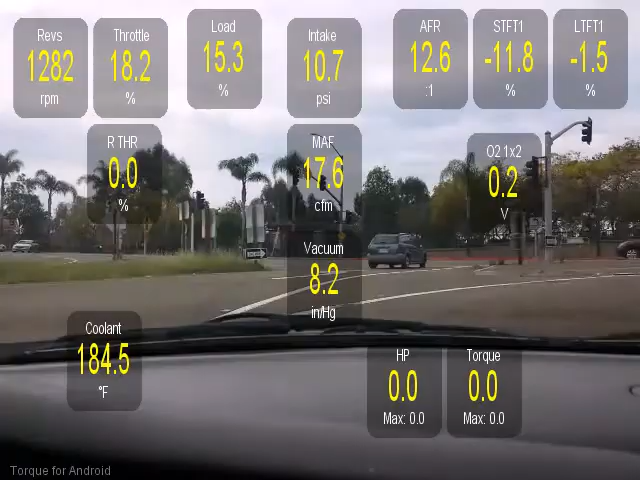 Revs
1282
rpm
Throttle
18.2
%
Load
15.3
%
Intake
10.7
psi
AFR
12.6
:1
STFT1
-11.8
%
LTFT1
-1.5
%
R THR
0.0
%
MAF
17.6
cfm
O2 1x2
0.2
V
Vacuum
8.2
in/Hg
Coolant
184.5
°F
HP
0.0
Max: 0.0
Torque
0.0
Max: 0.0
Torque for Android